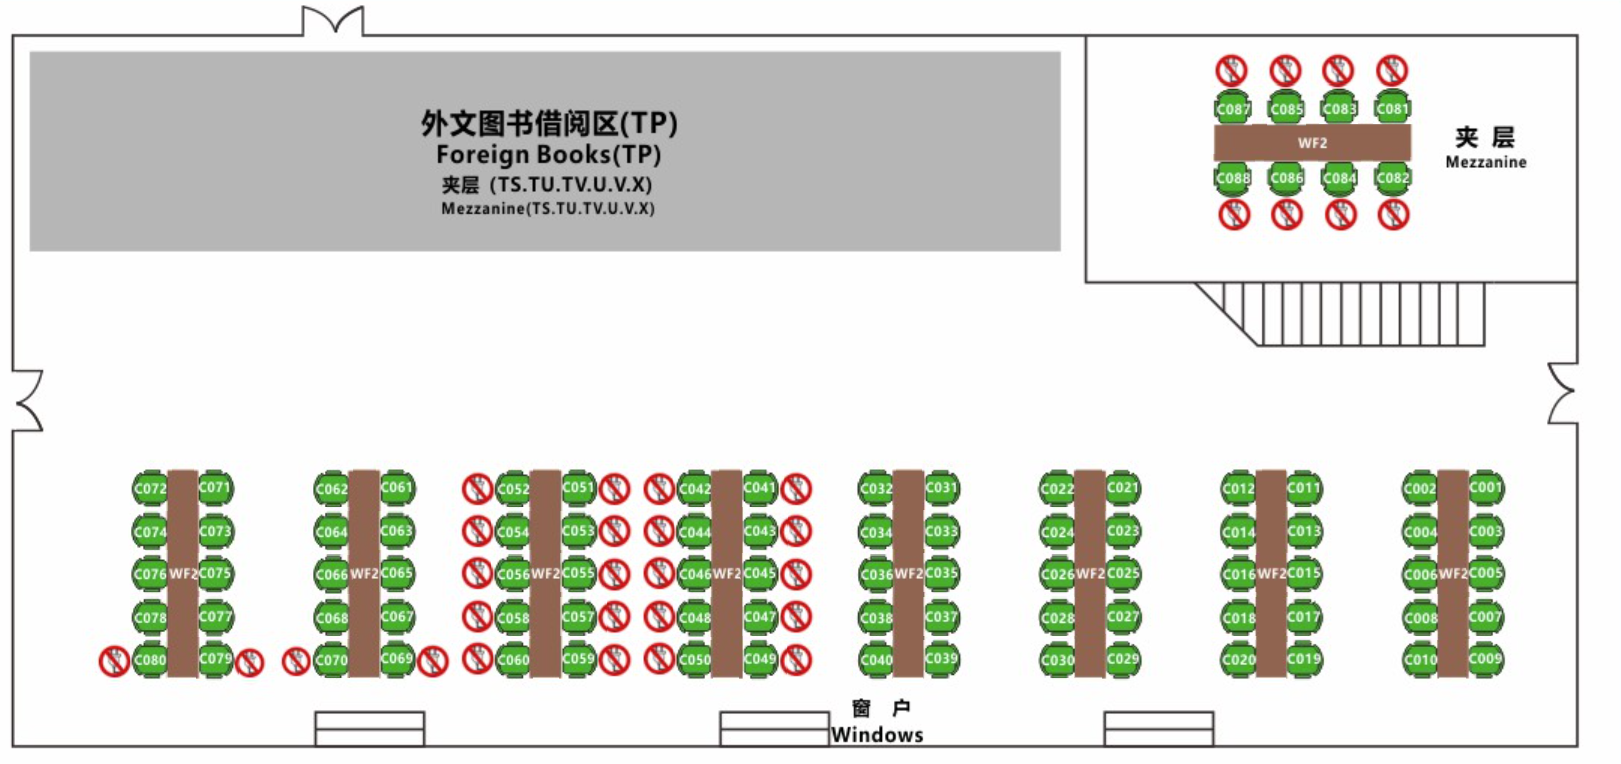 外文图书借阅区(TP)
Foreign Books(TP)
夹层 (TS.TU.TV.U.V.X)
Mezzanine(TS.TU.TV.U.V.X)
C087 C085 C083 C081
WF2
C088 C086 C084 C082
夹 层
Mezzanine
C072 C071 C062 C061 C052 C051 C042 C041 C032 C031 C022 C021 C012 C011 C002 C001
C074 C073 C064 C063 C054 C053 C044 C043 C034 C033 C024 C023 C014 C013 C004 C003
C076 WF2 C075 C066 WF2 C065 C056 WF2 C055 C046 WF2 C045 C036 WF2 C035 C026 WF2 C025 C016 WF2 C015 C006 WF2 C005
C078 C077 C068 C067 C058 C057 C048 C047 C038 C037 C028 C027 C018 C017 C008 C007
C080 C079 C070 C069 C060 C059 C050 C049 C040 C039 C030 C029 C020 C019 C010 C009
窗 户
Windows